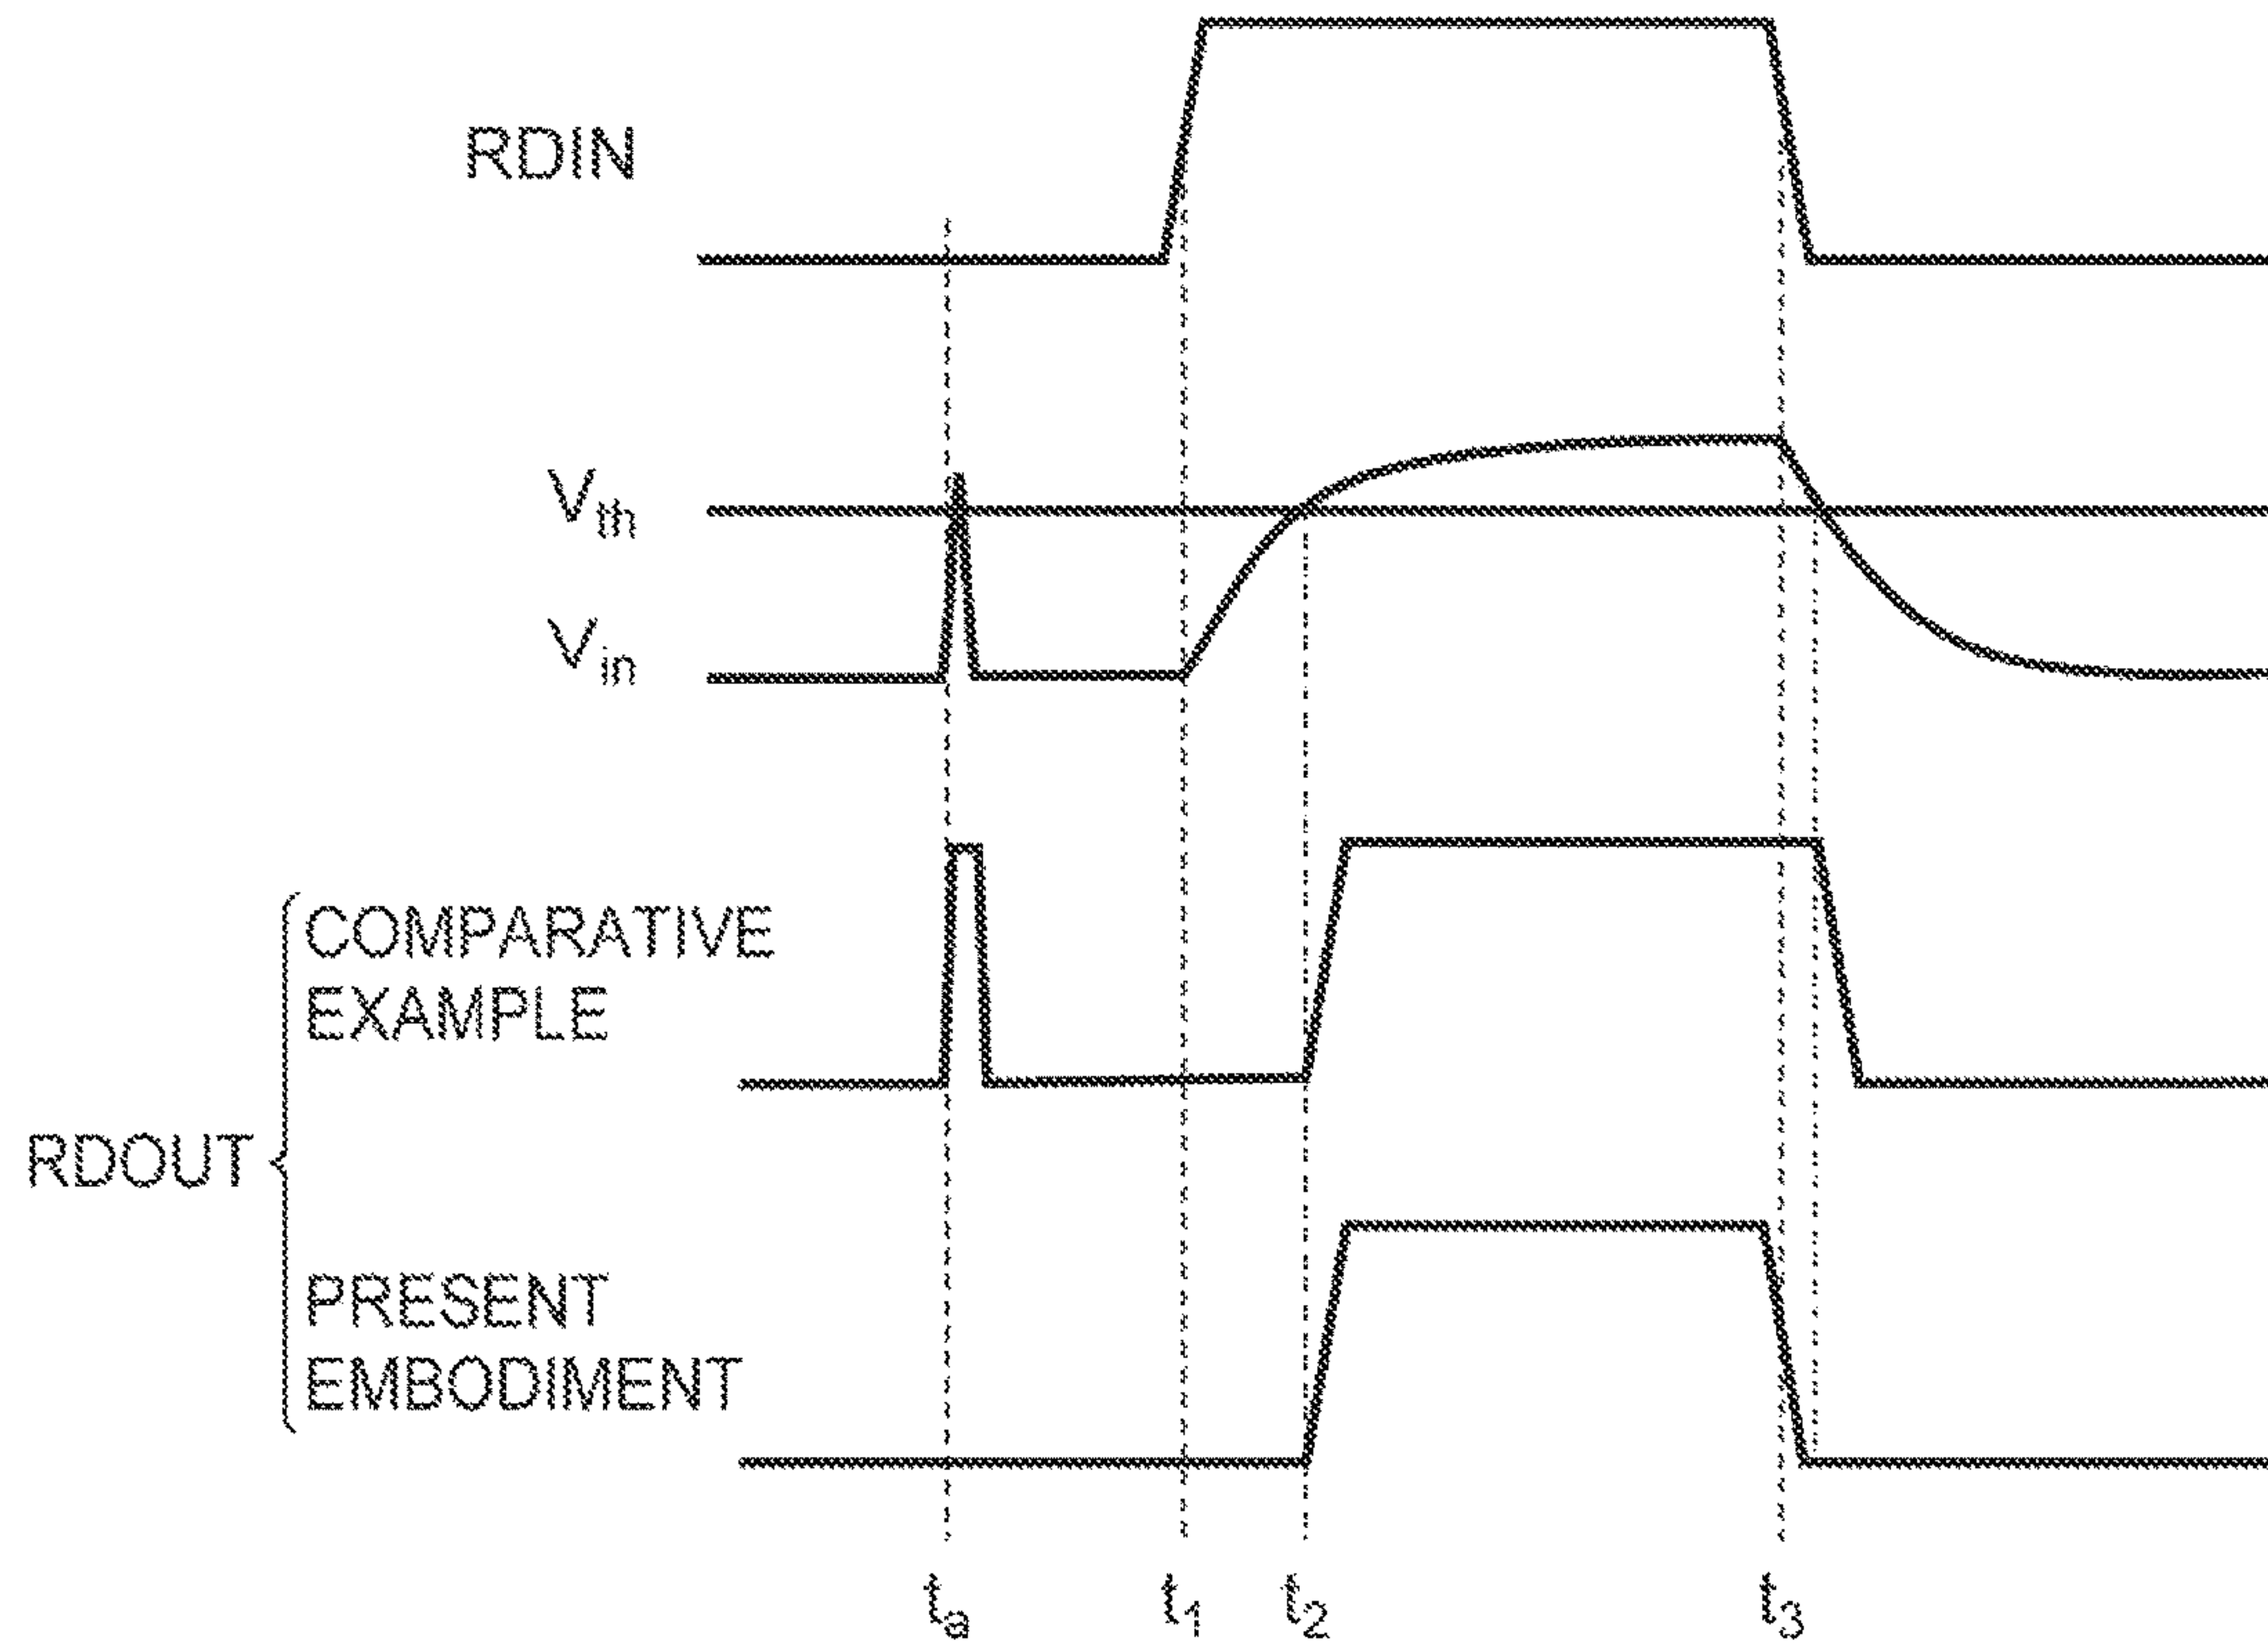 RDIN
Vth
Vin
COMPARATIVE
EXAMPLE
RDOUT
PRESENT
EMBODIMENT
ta t1 t2 t3